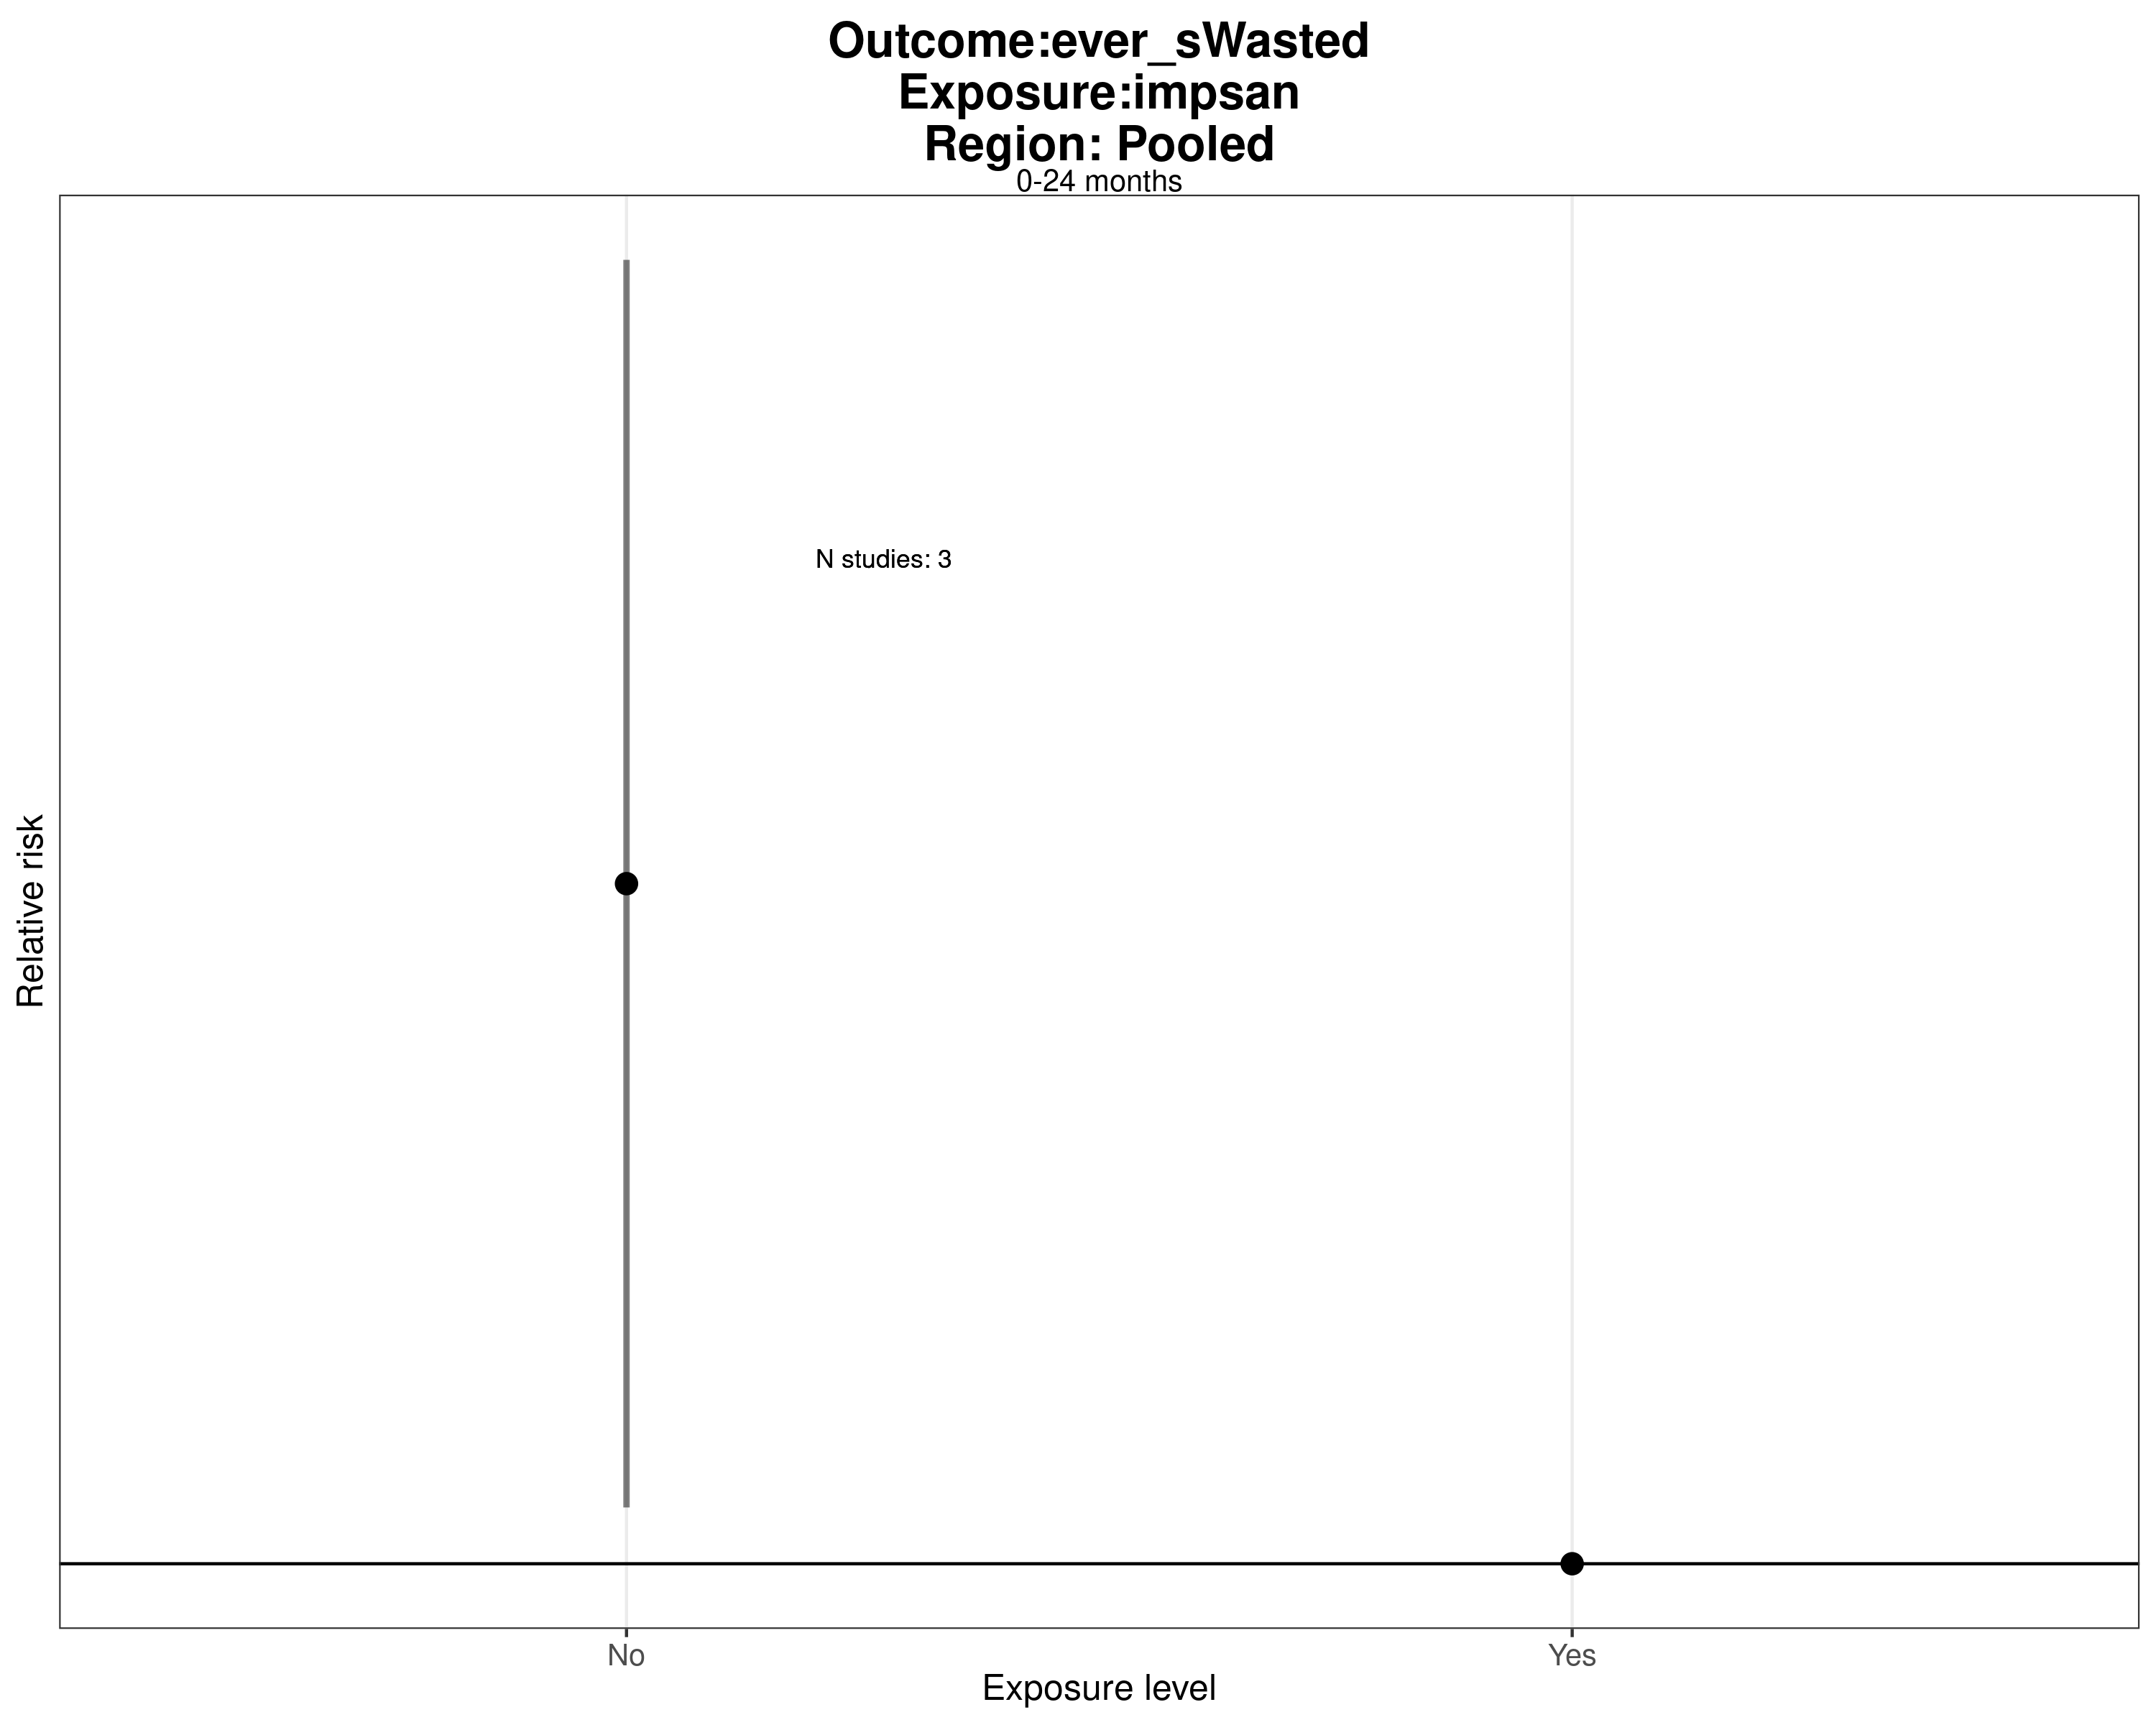 Outcome:ever_sWasted
Exposure:impsan
Region: Pooled
0-24 months
N studies: 3
Relative risk
No
Yes
Exposure level